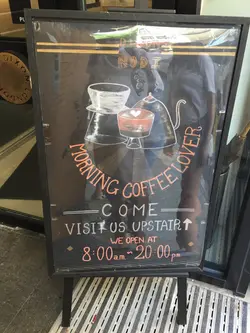 MORNING COFFEE LOVER
COME
VISIT US UPSTAIR↑
WE OPEN AT
8:00am - 20:00pm